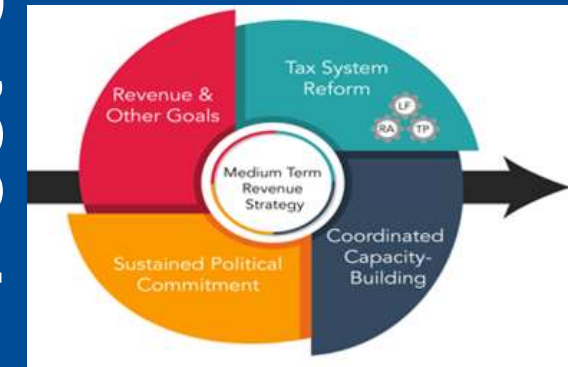 Revenue &
Other Goals
Tax System
Reform
LF
RA
TP
Medium Term
Revenue
Strategy
Sustained Political
Commitment
Coordinated
Capacity-
Building